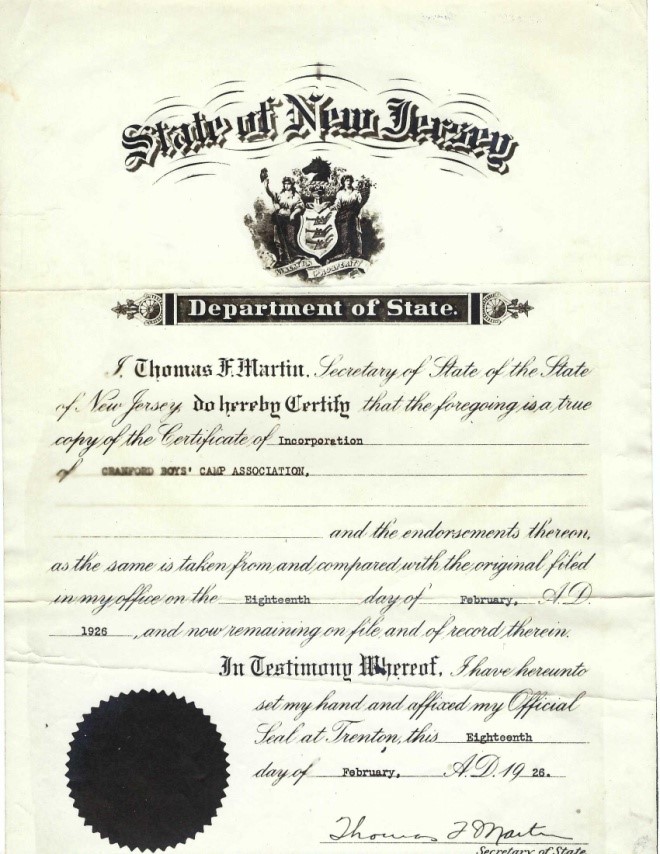 State of New Jersey
LIBERTY AND PROSPERITY
Department of State.
I, Thomas F. Martin, Secretary of State of the State
of New Jersey, do hereby Certify that the foregoing is a true
copy of the Certificate of Incorporation
of CRANFORD BOYS' CAMP ASSOCIATION,
and the endorsements thereon,
as the same is taken from and compared with the original filed
in my office on the Eighteenth day of February, A.D.
1926, and now remaining on file and of record therein.
In Testimony Whereof, I have hereunto
set my hand and affixed my Official
Seal at Trenton, this Eighteenth
day of February, A.D. 1926.
Thomas F Martin
Secretary of State